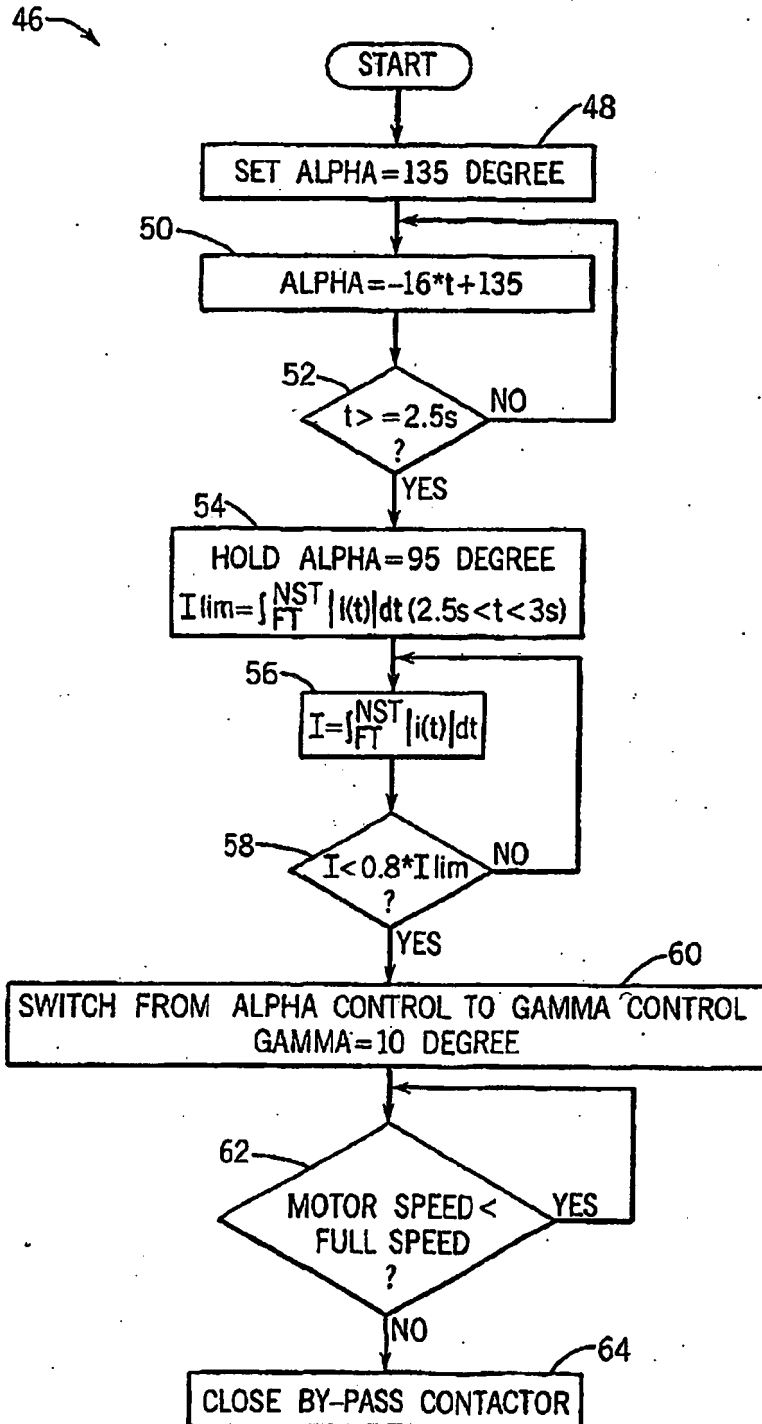 46
START
48
SET ALPHA=135 DEGREE
50
ALPHA=-16*t+135
52
t>=2.5s
?
NO
YES
54
HOLD ALPHA=95 DEGREE
I lim=∫FT NST |i(t)|dt (2.5s<t<3s)
56
I=∫FT NST |i(t)|dt
58
I<0.8*I lim
?
NO
YES
60
SWITCH FROM ALPHA CONTROL TO GAMMA CONTROL
GAMMA=10 DEGREE
62
MOTOR SPEED<
FULL SPEED
?
YES
NO
64
CLOSE BY-PASS CONTACTOR